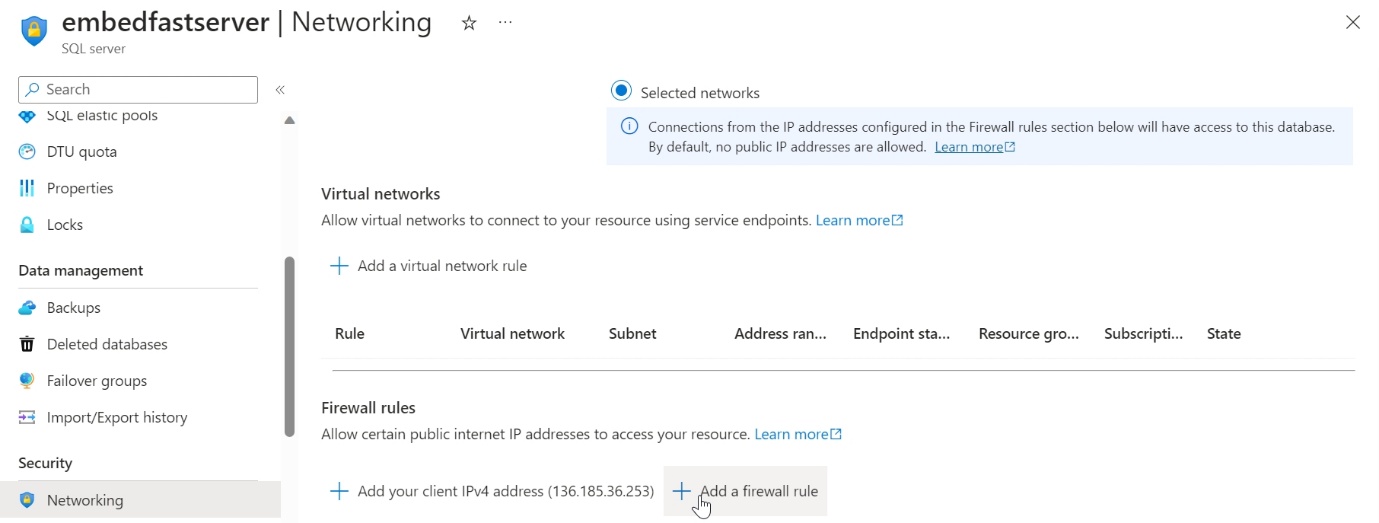 embedfastserver | Networking
SQL server
Search
SQL elastic pools
DTU quota
Properties
Locks
Data management
Backups
Deleted databases
Failover groups
Import/Export history
Security
Networking
Selected networks
Connections from the IP addresses configured in the Firewall rules section below will have access to this database.
By default, no public IP addresses are allowed. Learn more
Virtual networks
Allow virtual networks to connect to your resource using service endpoints. Learn more
Add a virtual network rule
Rule Virtual network Subnet Address ran... Endpoint sta... Resource gro... Subscripti... State
Firewall rules
Allow certain public internet IP addresses to access your resource. Learn more
Add your client IPv4 address (136.185.36.253) Add a firewall rule